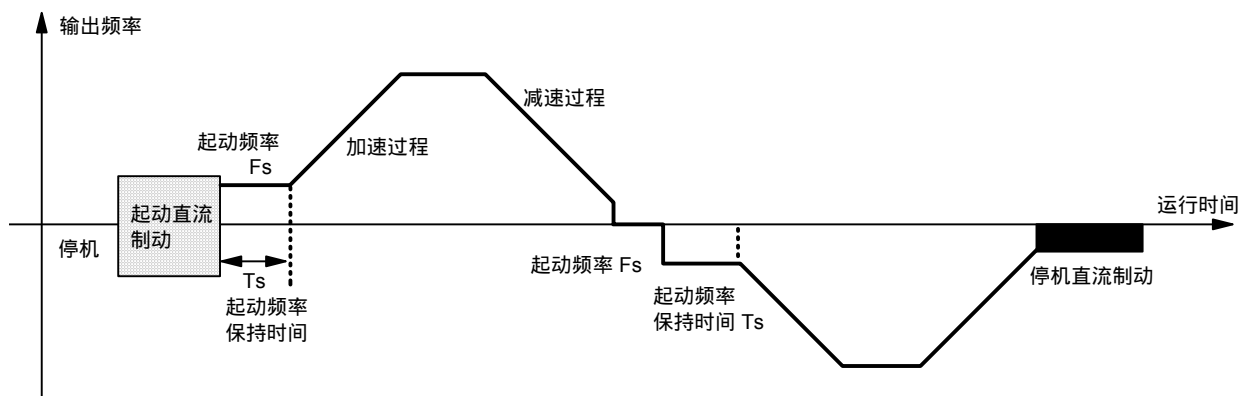 输出频率
减速过程
起动频率
Fs
加速过程
运行时间
起动直流
制动
停机
起动频率 Fs
Ts
起动频率
保持时间
起动频率
保持时间 Ts
停机直流制动